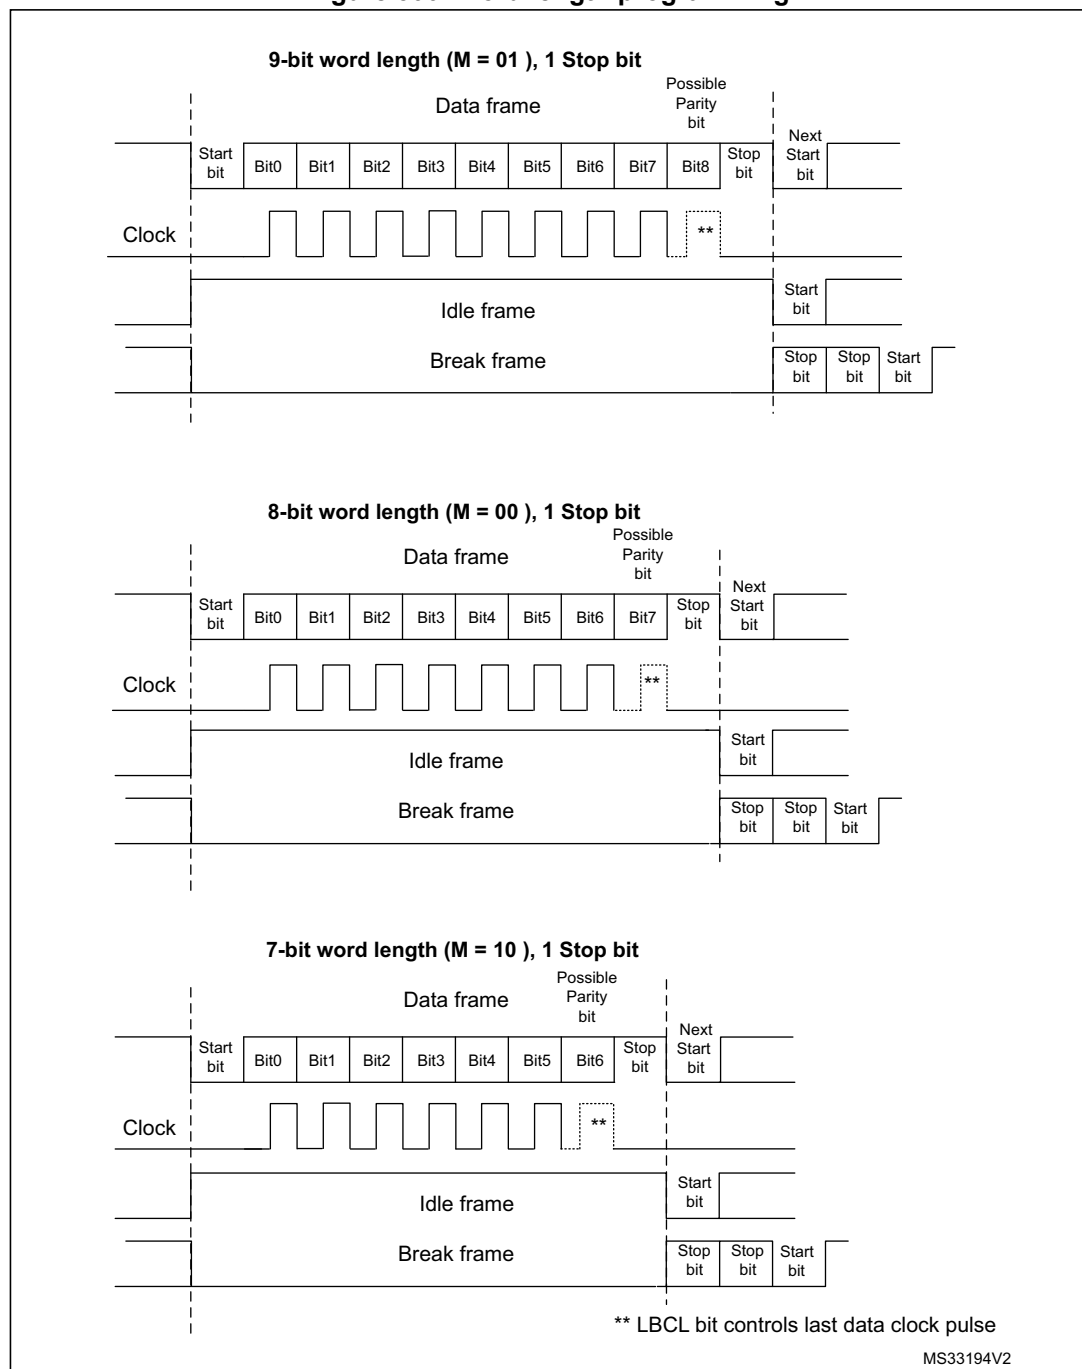 9-bit word length (M = 01 ), 1 Stop bit
Data frame
Possible
Parity
bit
Start
bit
Bit0 Bit1 Bit2 Bit3 Bit4 Bit5 Bit6 Bit7 Bit8
Stop
bit
Next
Start
bit
Clock
**
Idle frame
Start
bit
Break frame
Stop
bit
Stop
bit
Start
bit
8-bit word length (M = 00 ), 1 Stop bit
Data frame
Possible
Parity
bit
Start
bit
Bit0 Bit1 Bit2 Bit3 Bit4 Bit5 Bit6 Bit7
Stop
bit
Next
Start
bit
Clock
**
Idle frame
Start
bit
Break frame
Stop
bit
Stop
bit
Start
bit
7-bit word length (M = 10 ), 1 Stop bit
Data frame
Possible
Parity
bit
Start
bit
Bit0 Bit1 Bit2 Bit3 Bit4 Bit5 Bit6
Stop
bit
Next
Start
bit
Clock
**
Idle frame
Start
bit
Break frame
Stop
bit
Stop
bit
Start
bit
** LBCL bit controls last data clock pulse
MS33194V2